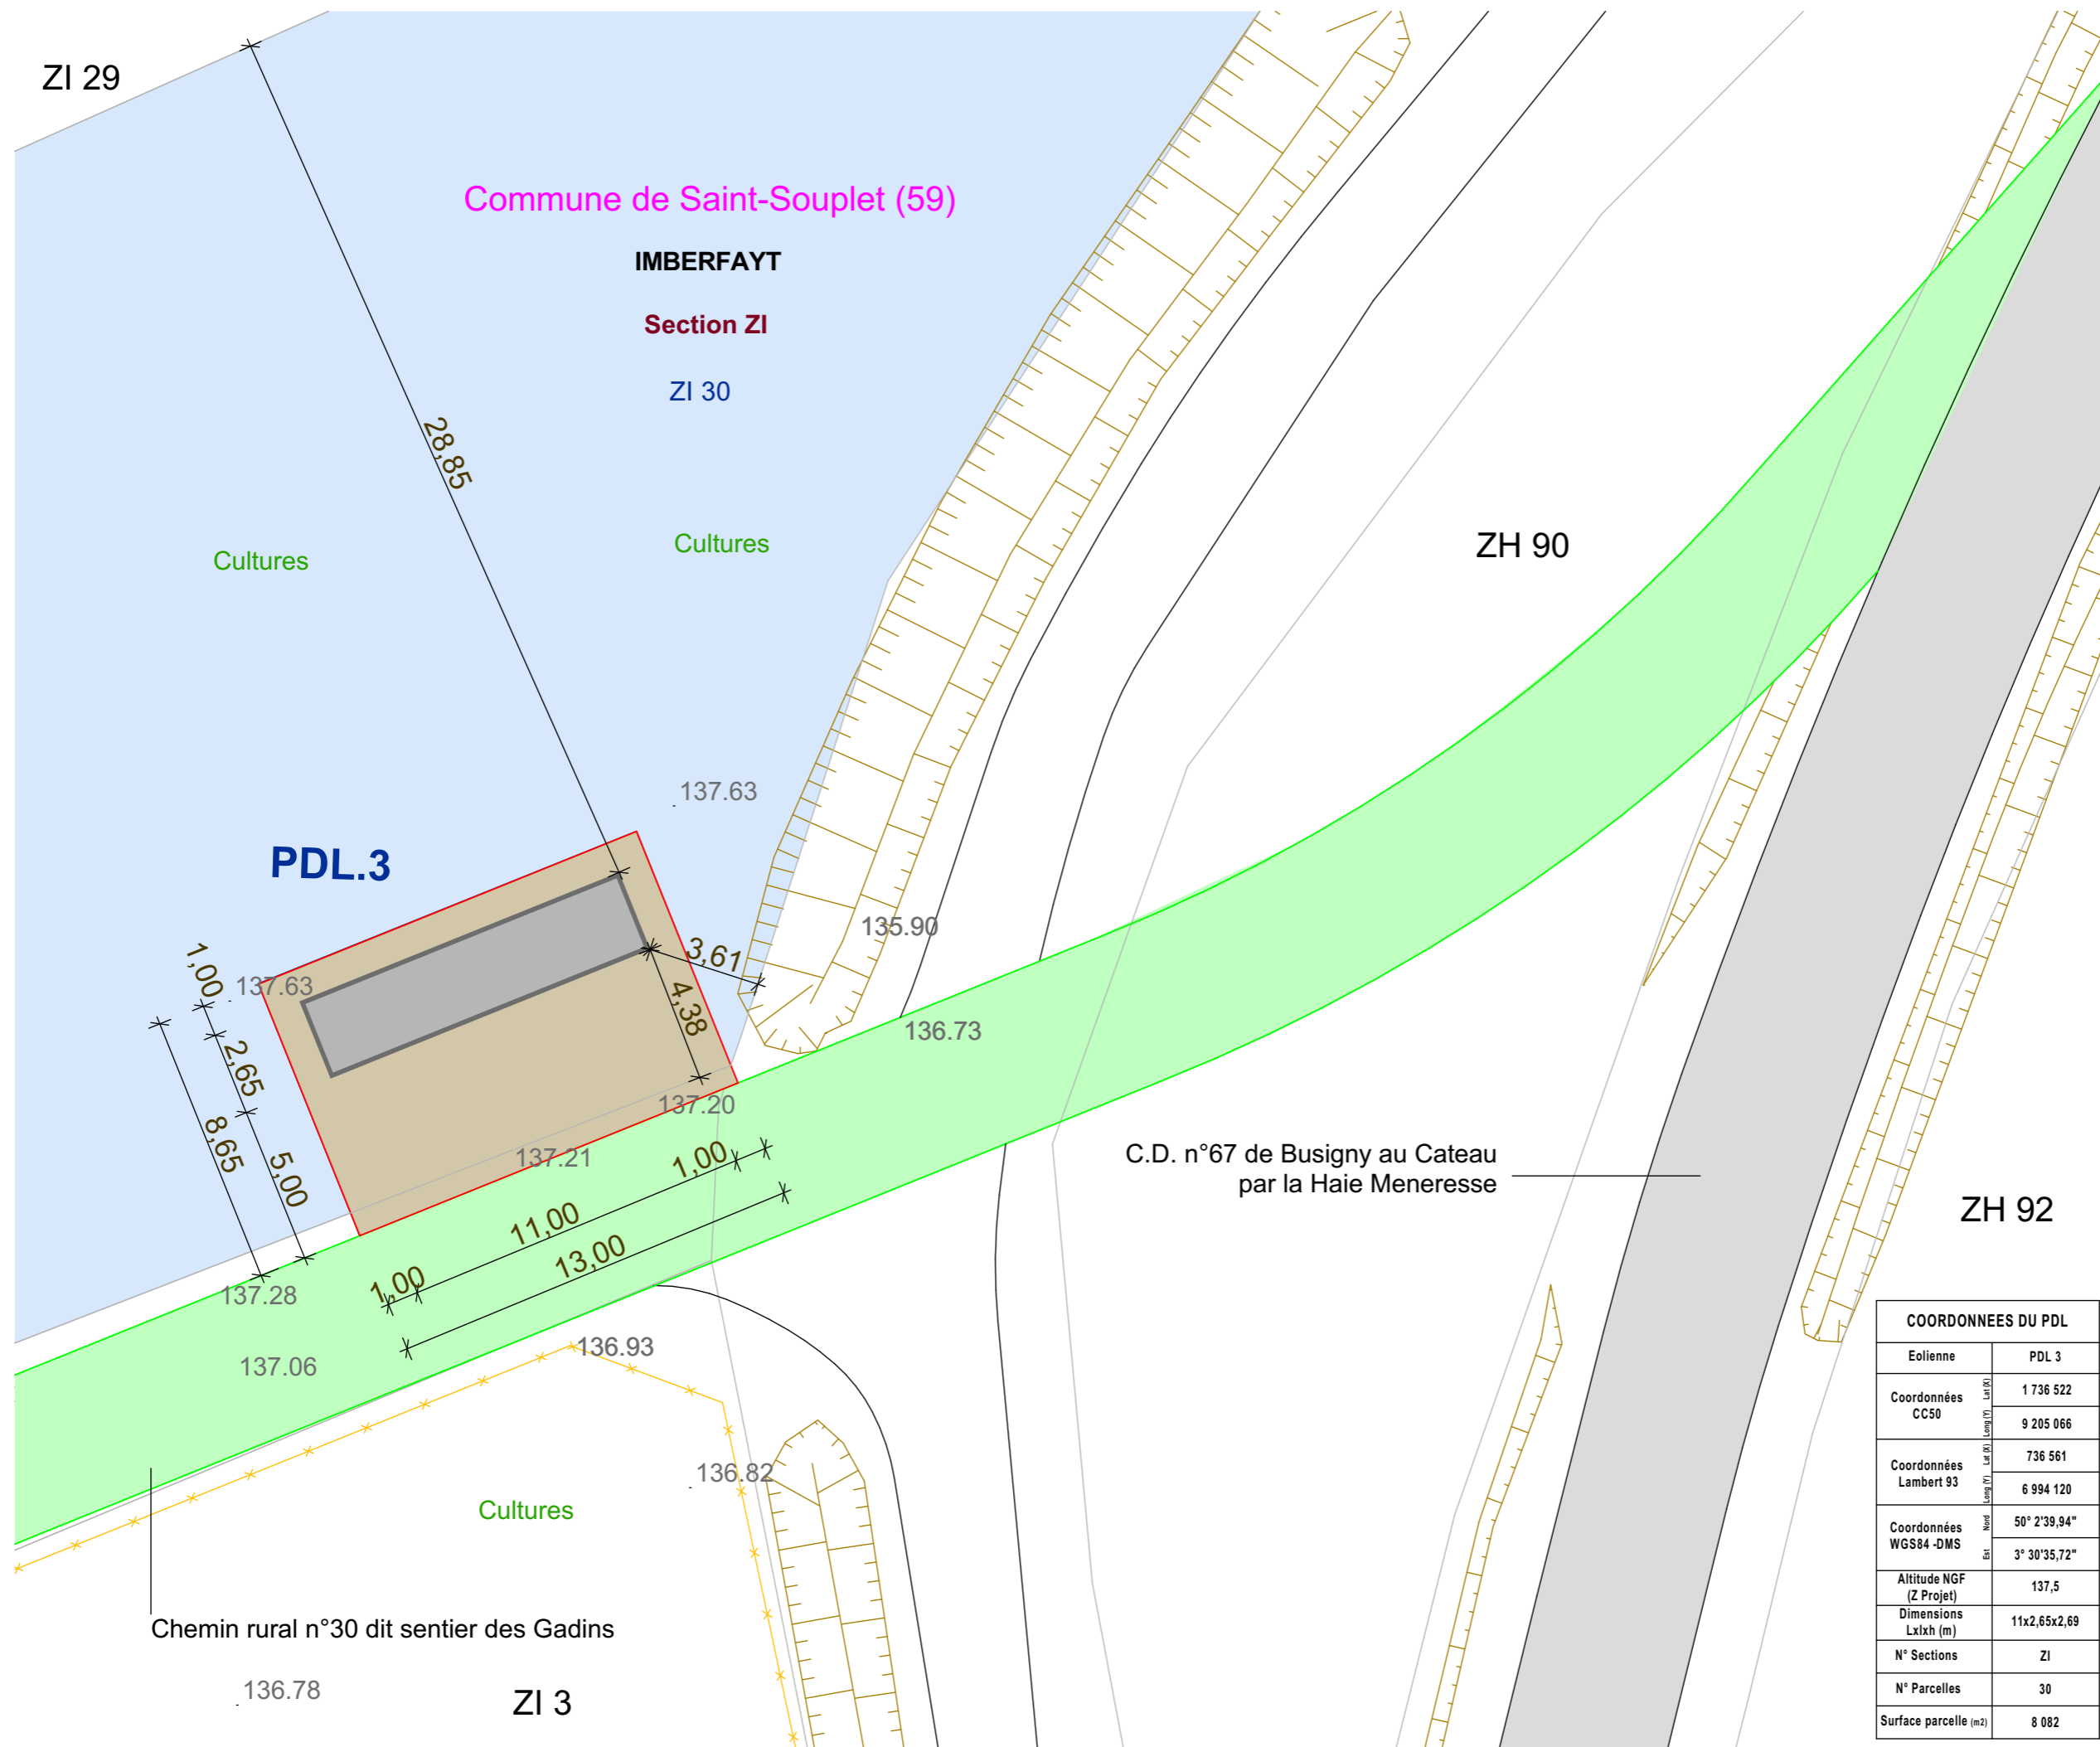 ZI 29
Commune de Saint-Souplet (59)
IMBERFAYT
Section ZI
ZI 30
28,85
Cultures
Cultures
ZH 90
137.63
PDL.3
135.90
3,61
1,00
137.63
4,38
136.73
2,65
8,65
5,00
137.20
137.21
1,00
11,00
13,00
1,00
C.D. n°67 de Busigny au Cateau
par la Haie Meneresse
ZH 92
137.28
137.06
136.93
136.82
Cultures
Chemin rural n°30 dit sentier des Gadins
136.78
ZI 3
COORDONNEES DU PDL
Eolienne PDL 3
Coordonnées CC50 Lat (X) 1 736 522
Long (Y) 9 205 066
Coordonnées Lambert 93 Lat (X) 736 561
Long (Y) 6 994 120
Coordonnées WGS84 -DMS Nord 50° 2'39,94"
Est 3° 30'35,72"
Altitude NGF (Z Projet) 137,5
Dimensions Lxlxh (m) 11x2,65x2,69
N° Sections ZI
N° Parcelles 30
Surface parcelle (m2) 8 082